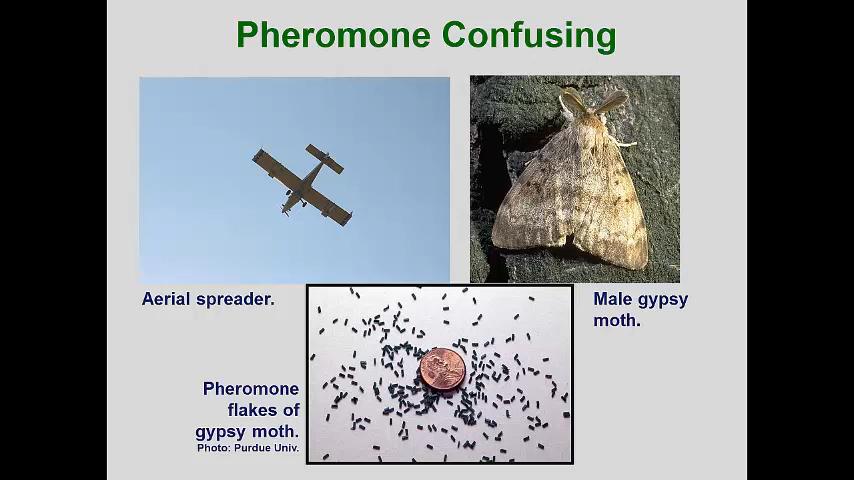 Pheromone Confusing
Aerial spreader.
Male gypsy
moth.
Pheromone
flakes of
gypsy moth.
Photo: Purdue Univ.